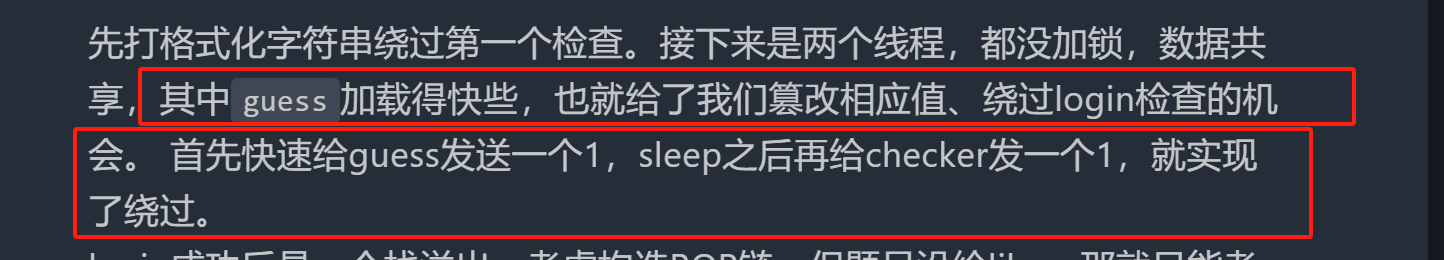 先打格式化字符串绕过第一个检查。接下来是两个线程，都没加锁，数据共
享，其中guess加载得快些，也就给了我们篡改相应值、绕过login检查的机
会。 首先快速给guess发送一个1，sleep之后再给checker发一个1，就实现
了绕过。